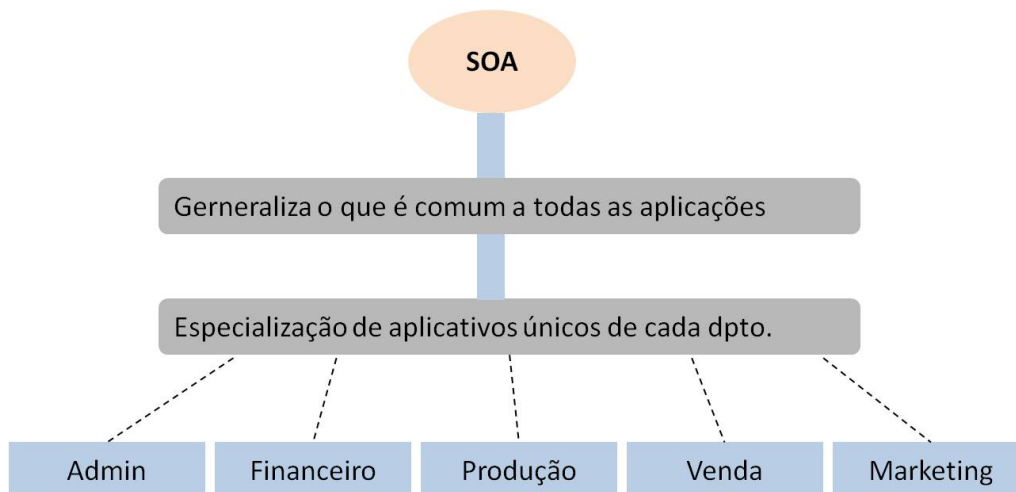 SOA
Gerneraliza o que é comum a todas as aplicações
Especialização de aplicativos únicos de cada dpto.
Admin
Financeiro
Produção
Venda
Marketing